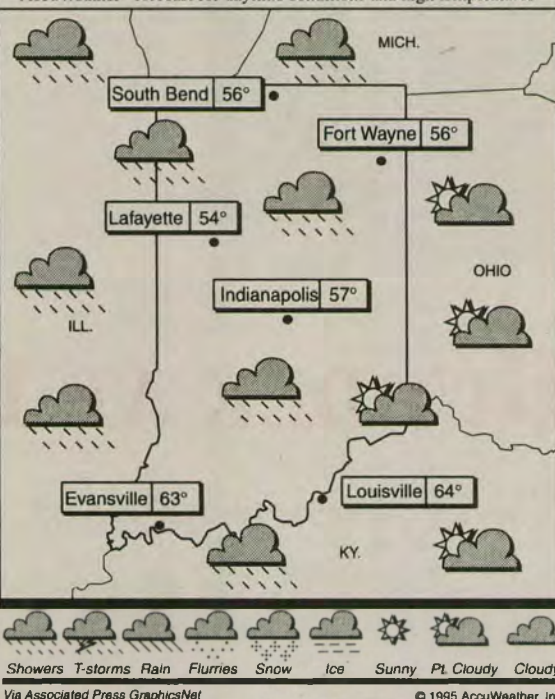 MICH.
South Bend 56°
Fort Wayne 56°
Lafayette 54°
OHIO
Indianapolis 57°
ILL.
Evansville 63°
Louisville 64°
KY.
Showers T-storms Rain Flurries Snow Ice Sunny Pt. Cloudy Cloudy
Via Associated Press GraphicsNet
© 1995 AccuWeather, I